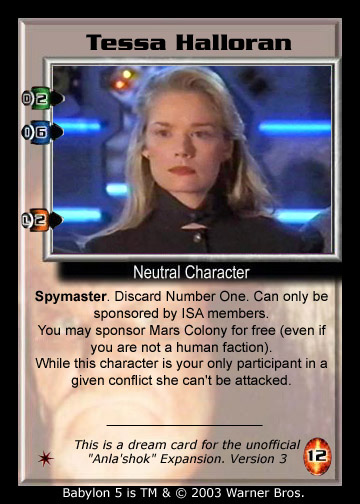 Tessa Halloran
D 2
I 6
L 2
Neutral Character
Spymaster. Discard Number One. Can only be
sponsored by ISA members.
You may sponsor Mars Colony for free (even if
you are not a human faction).
While this character is your only participant in a
given conflict she can't be attacked.
This is a dream card for the unofficial
"Anla'shok" Expansion. Version 3
12
Babylon 5 is TM & © 2003 Warner Bros.